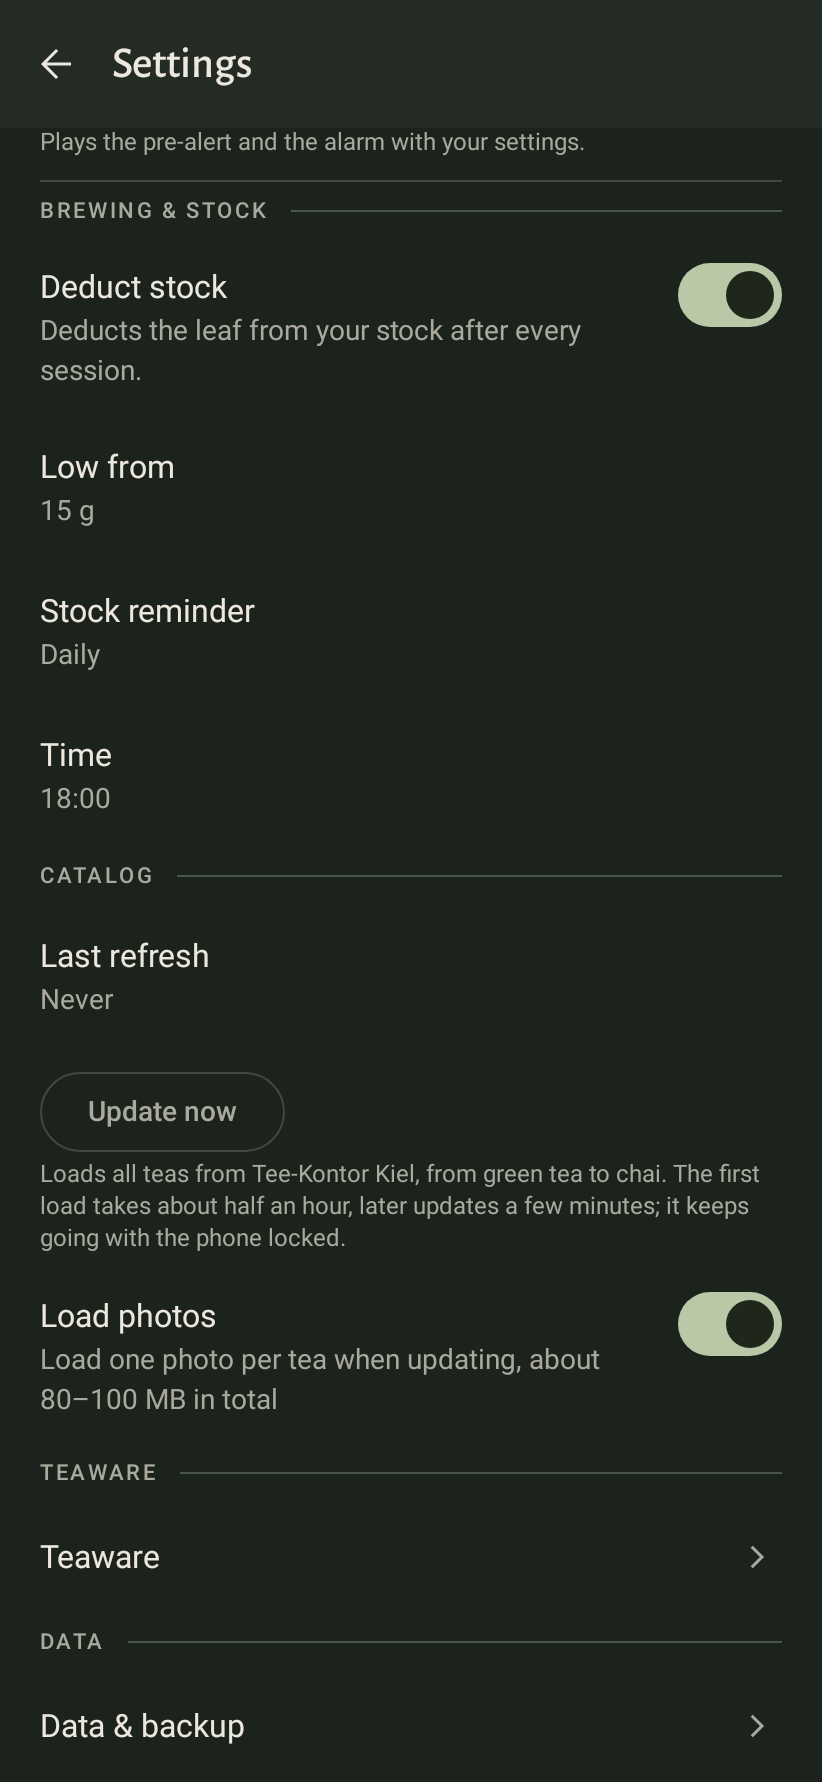 Settings
Plays the pre-alert and the alarm with your settings.
BREWING & STOCK
Deduct stock
Deducts the leaf from your stock after every
session.
Low from
15 g
Stock reminder
Daily
Time
18:00
CATALOG
Last refresh
Never
Update now
Loads all teas from Tee-Kontor Kiel, from green tea to chai. The first
load takes about half an hour, later updates a few minutes; it keeps
going with the phone locked.
Load photos
Load one photo per tea when updating, about
80–100 MB in total
TEAWARE
Teaware
DATA
Data & backup